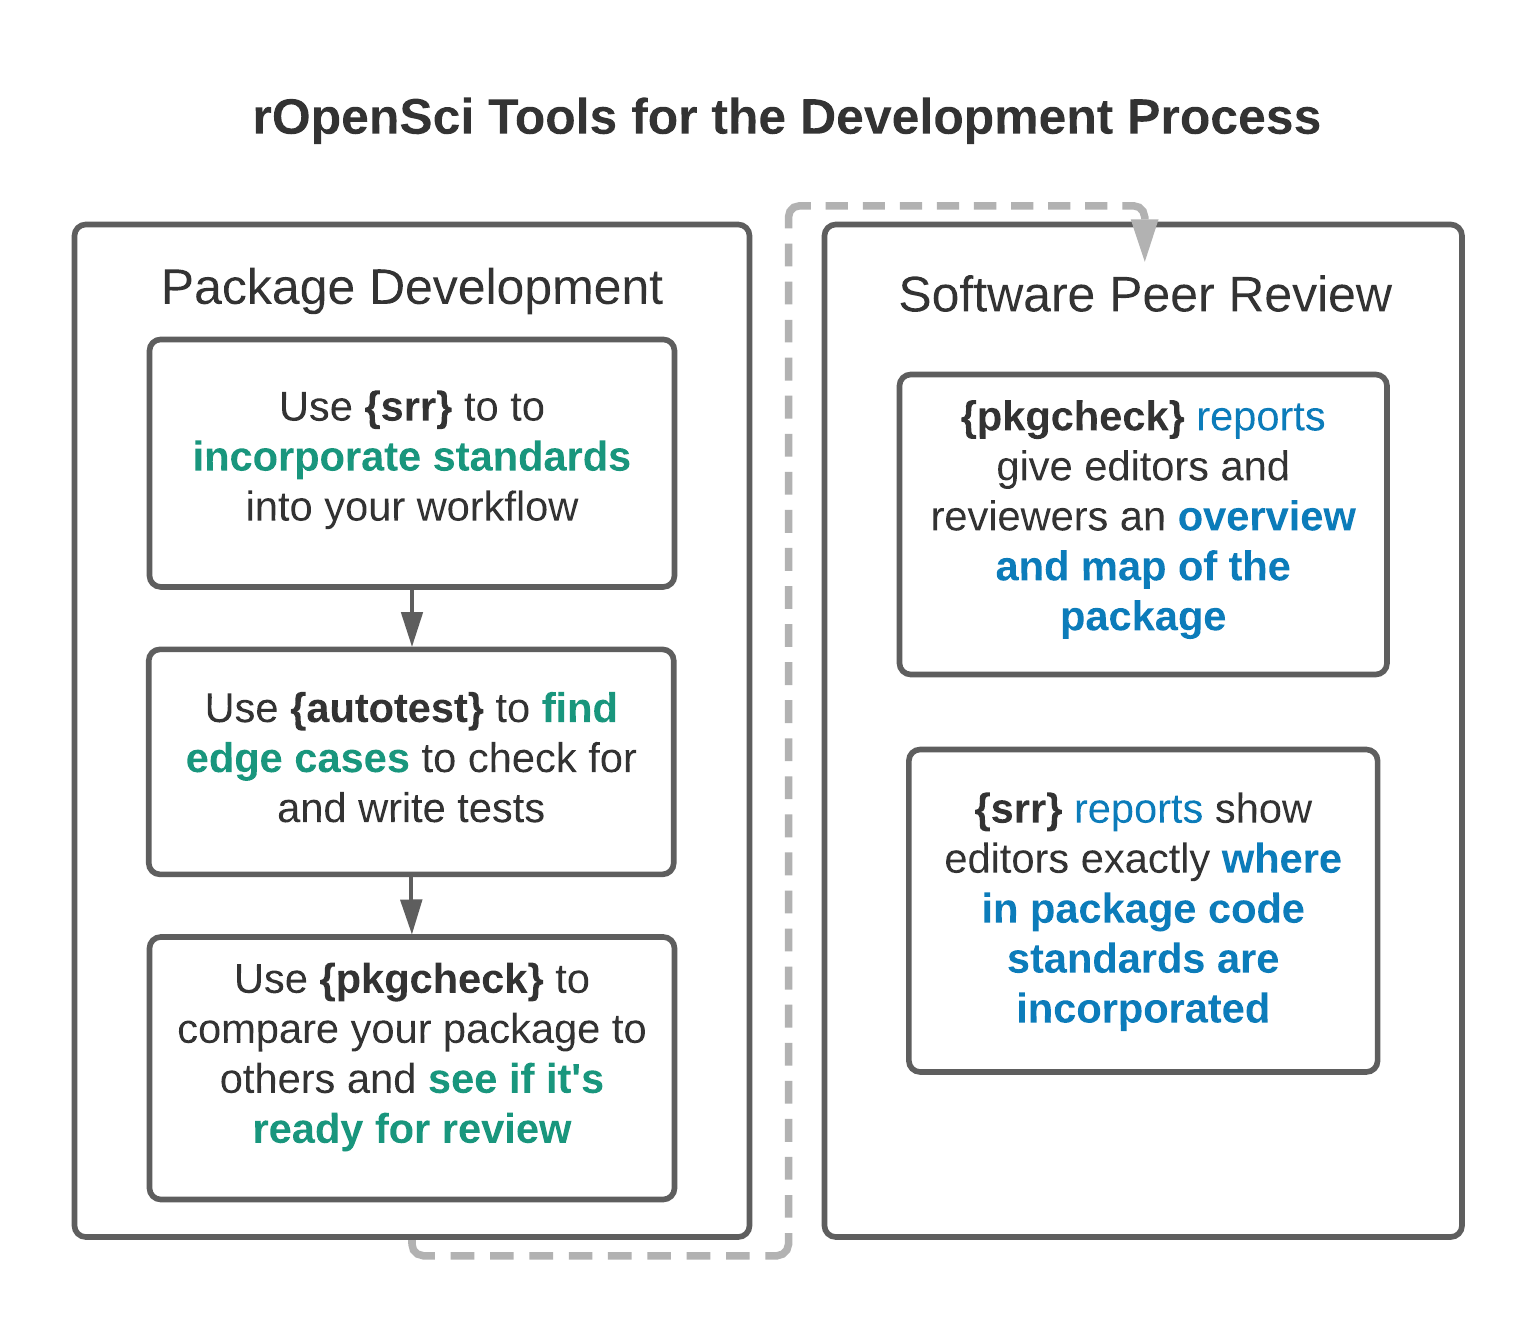 rOpenSci Tools for the Development Process
Package Development
Use {srr} to to
incorporate standards
into your workflow
Use {autotest} to find
edge cases to check for
and write tests
Use {pkgcheck} to
compare your package to
others and see if it's
ready for review
Software Peer Review
{pkgcheck} reports
give editors and
reviewers an overview
and map of the
package
{srr} reports show
editors exactly where
in package code
standards are
incorporated